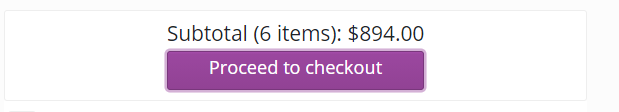 Subtotal (6 items): $894.00
Proceed to checkout